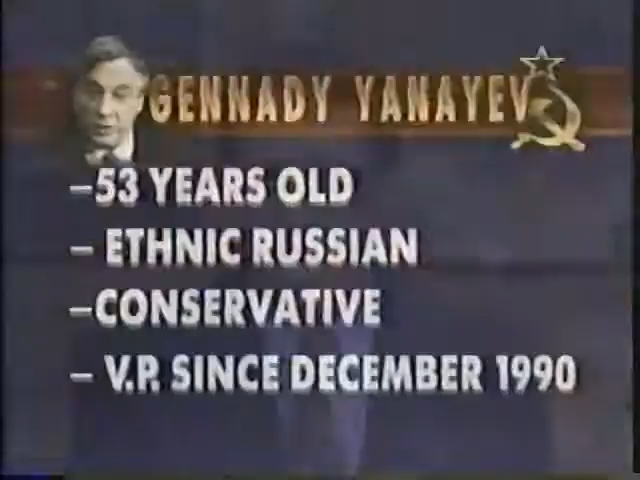 GENNADY YANAYEV
–53 YEARS OLD
– ETHNIC RUSSIAN
–CONSERVATIVE
– V.P. SINCE DECEMBER 1990